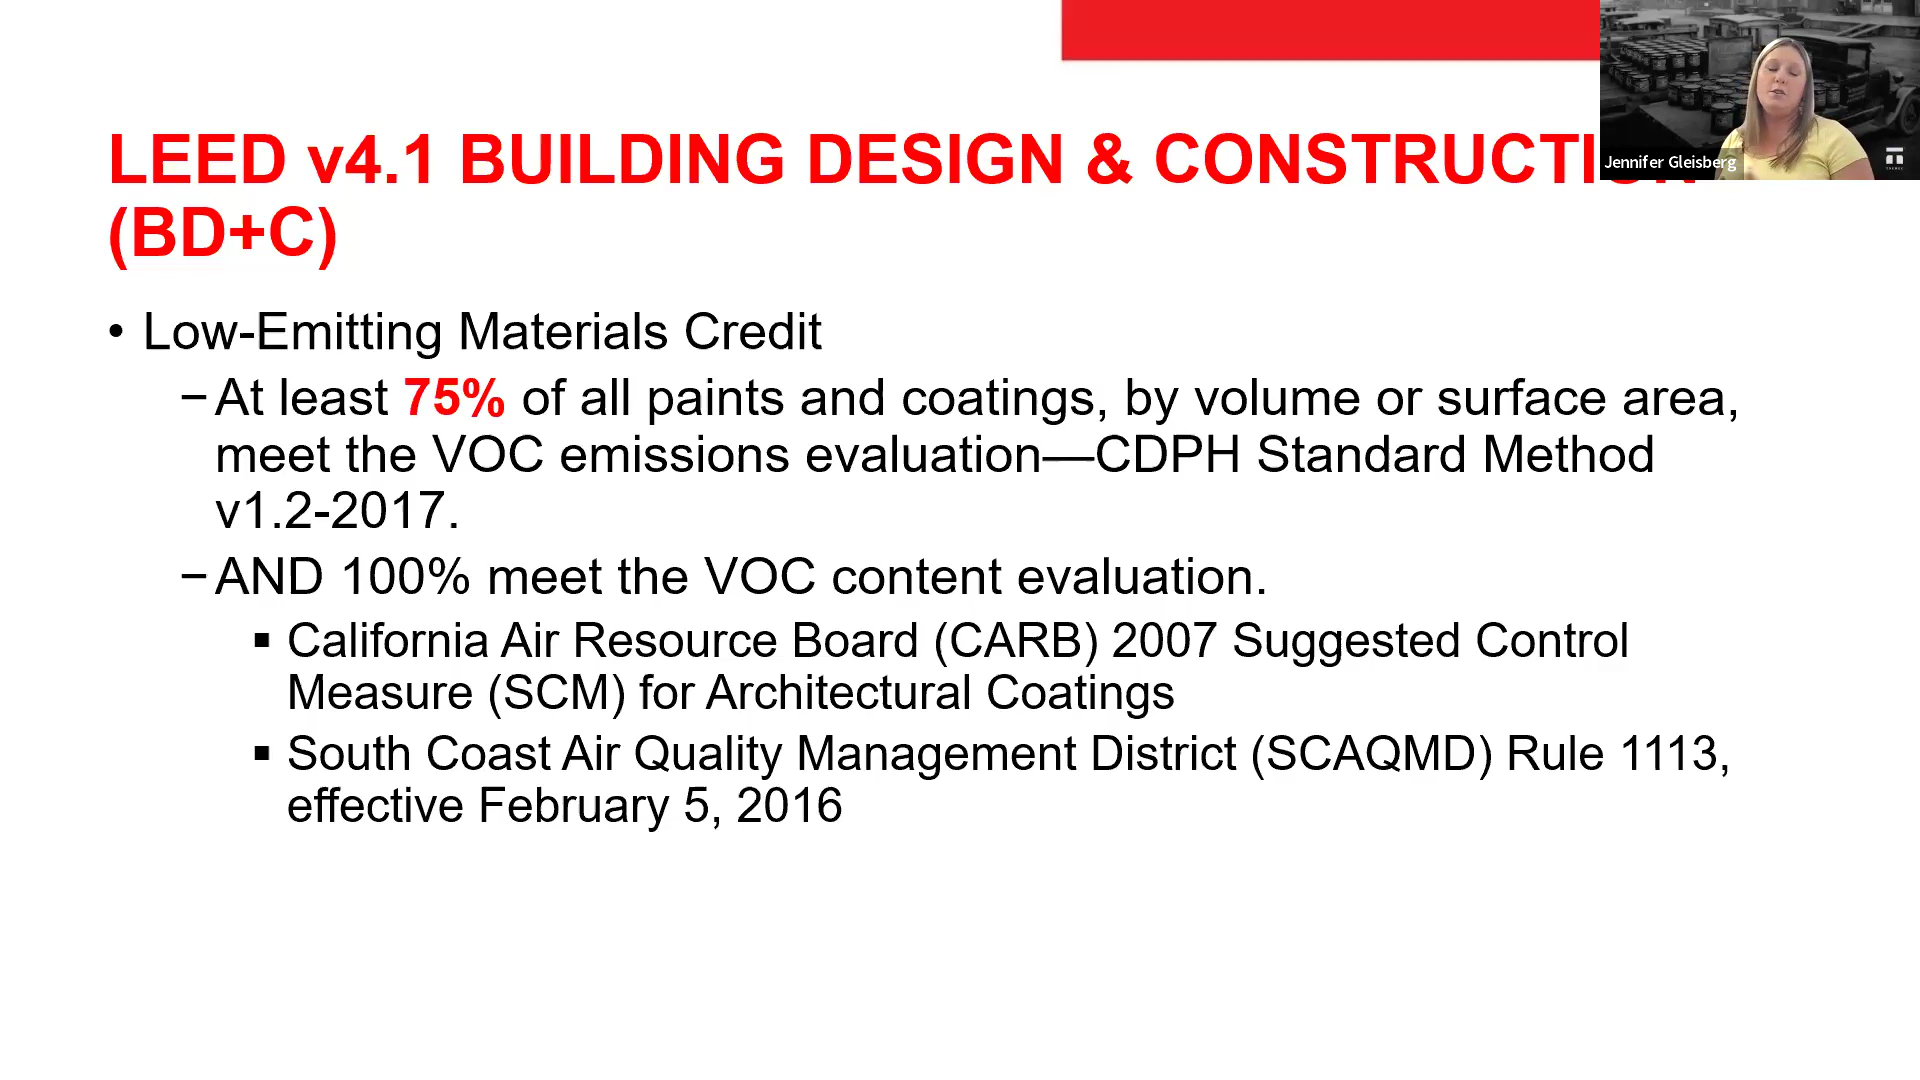 LEED v4.1 BUILDING DESIGN & CONSTRUCTION
(BD+C)
Jennifer Gleisberg
• Low-Emitting Materials Credit
– At least 75% of all paints and coatings, by volume or surface area,
meet the VOC emissions evaluation—CDPH Standard Method
v1.2-2017.
– AND 100% meet the VOC content evaluation.
▪ California Air Resource Board (CARB) 2007 Suggested Control
Measure (SCM) for Architectural Coatings
▪ South Coast Air Quality Management District (SCAQMD) Rule 1113,
effective February 5, 2016